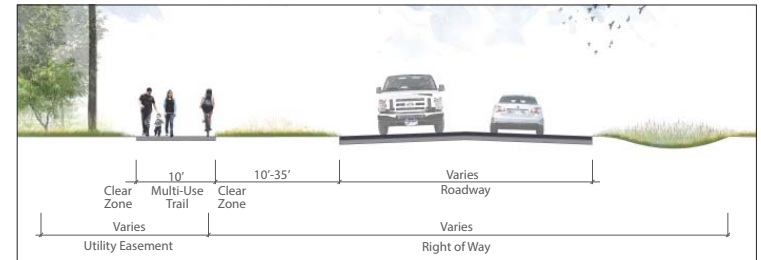 10'
10'-35'
Varies
Clear
Zone
Multi-Use
Trail
Clear
Zone
Roadway
Varies
Varies
Utility Easement
Right of Way